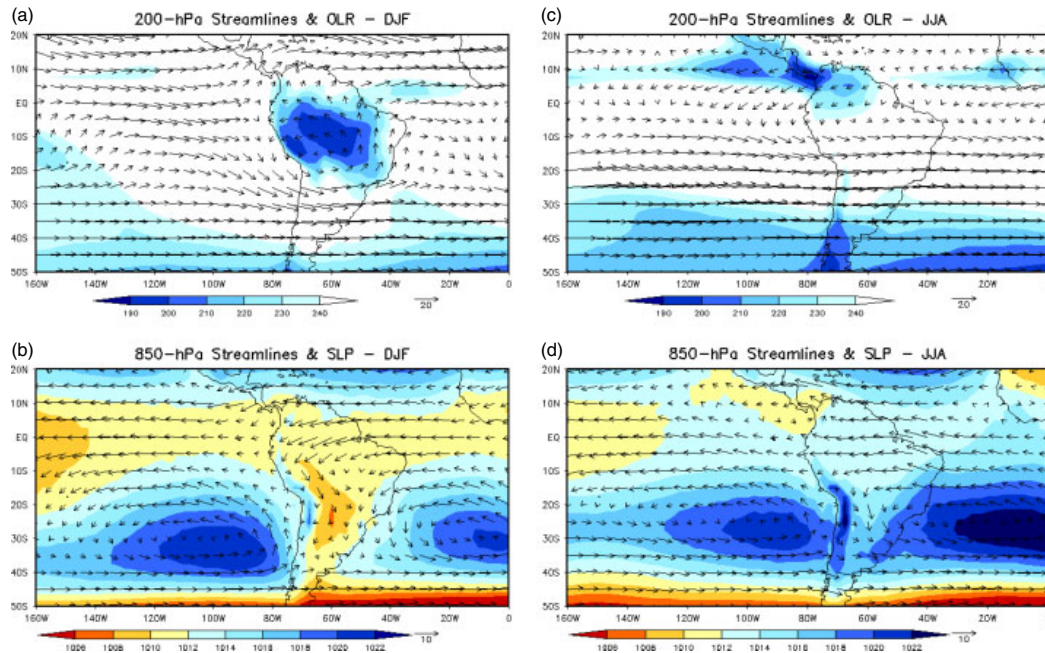 (a)
200-hPa Streamlines & OLR - DJF
20N
10N
EQ
10S
20S
30S
40S
50S
160W 140W 120W 100W 80W 60W 40W 20W 0
190 200 210 220 230 240
20
(c)
200-hPa Streamlines & OLR - JJA
20N
10N
EQ
10S
20S
30S
40S
50S
160W 140W 120W 100W 80W 60W 40W 20W 0
190 200 210 220 230 240
20
(b)
850-hPa Streamlines & SLP - DJF
20N
10N
EQ
10S
20S
30S
40S
50S
160W 140W 120W 100W 80W 60W 40W 20W 0
1006 1008 1010 1012 1014 1016 1018 1020 1022
10
(d)
850-hPa Streamlines & SLP - JJA
20N
10N
EQ
10S
20S
30S
40S
50S
160W 140W 120W 100W 80W 60W 40W 20W 0
1006 1008 1010 1012 1014 1016 1018 1020 1022
10